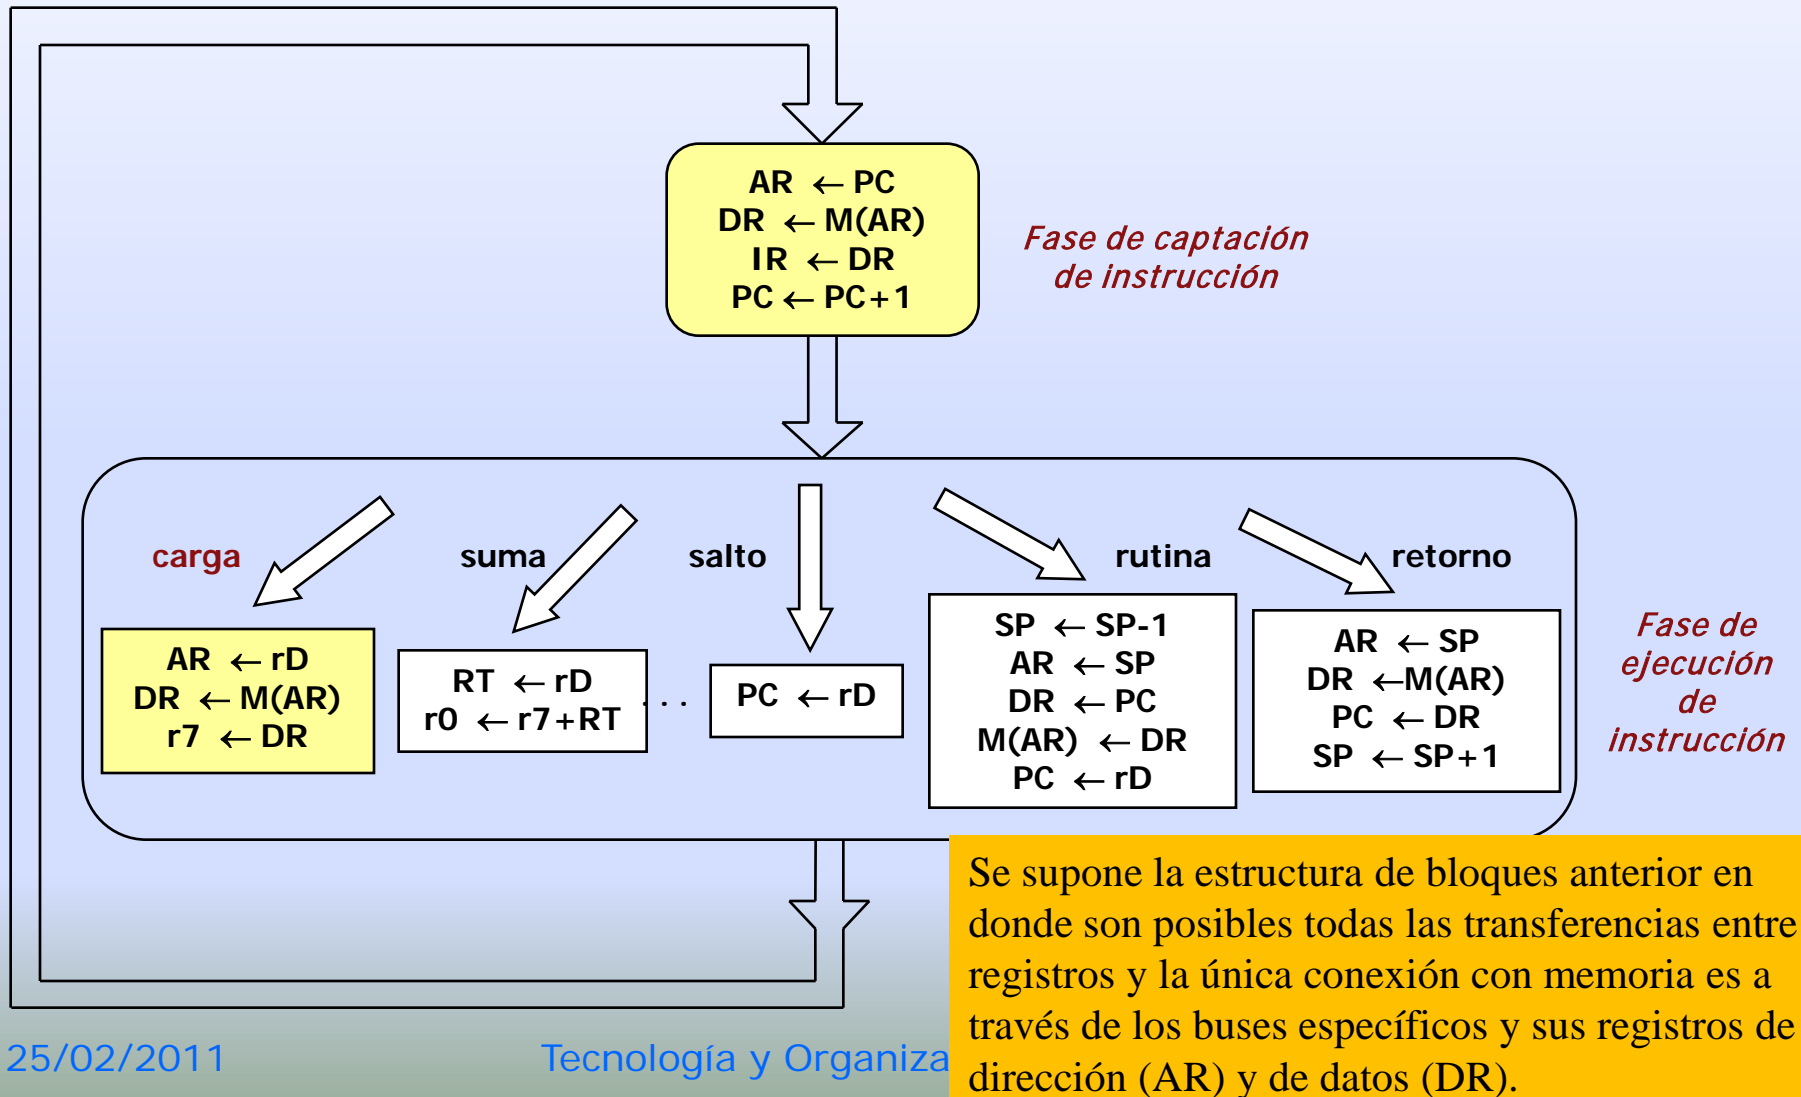 AR ← PC
DR ← M(AR)
IR ← DR
PC ← PC+1
Fase de captación
de instrucción
carga
suma
salto
rutina
retorno
AR ← rD
DR ← M(AR)
r7 ← DR
RT ← rD
r0 ← r7+RT
. . .
PC ← rD
SP ← SP-1
AR ← SP
DR ← PC
M(AR) ← DR
PC ← rD
AR ← SP
DR ←M(AR)
PC ← DR
SP ← SP+1
Fase de
ejecución
de
instrucción
Se supone la estructura de bloques anterior en
donde son posibles todas las transferencias entre
registros y la única conexión con memoria es a
través de los buses específicos y sus registros de
dirección (AR) y de datos (DR).
25/02/2011
Tecnología y Organiza